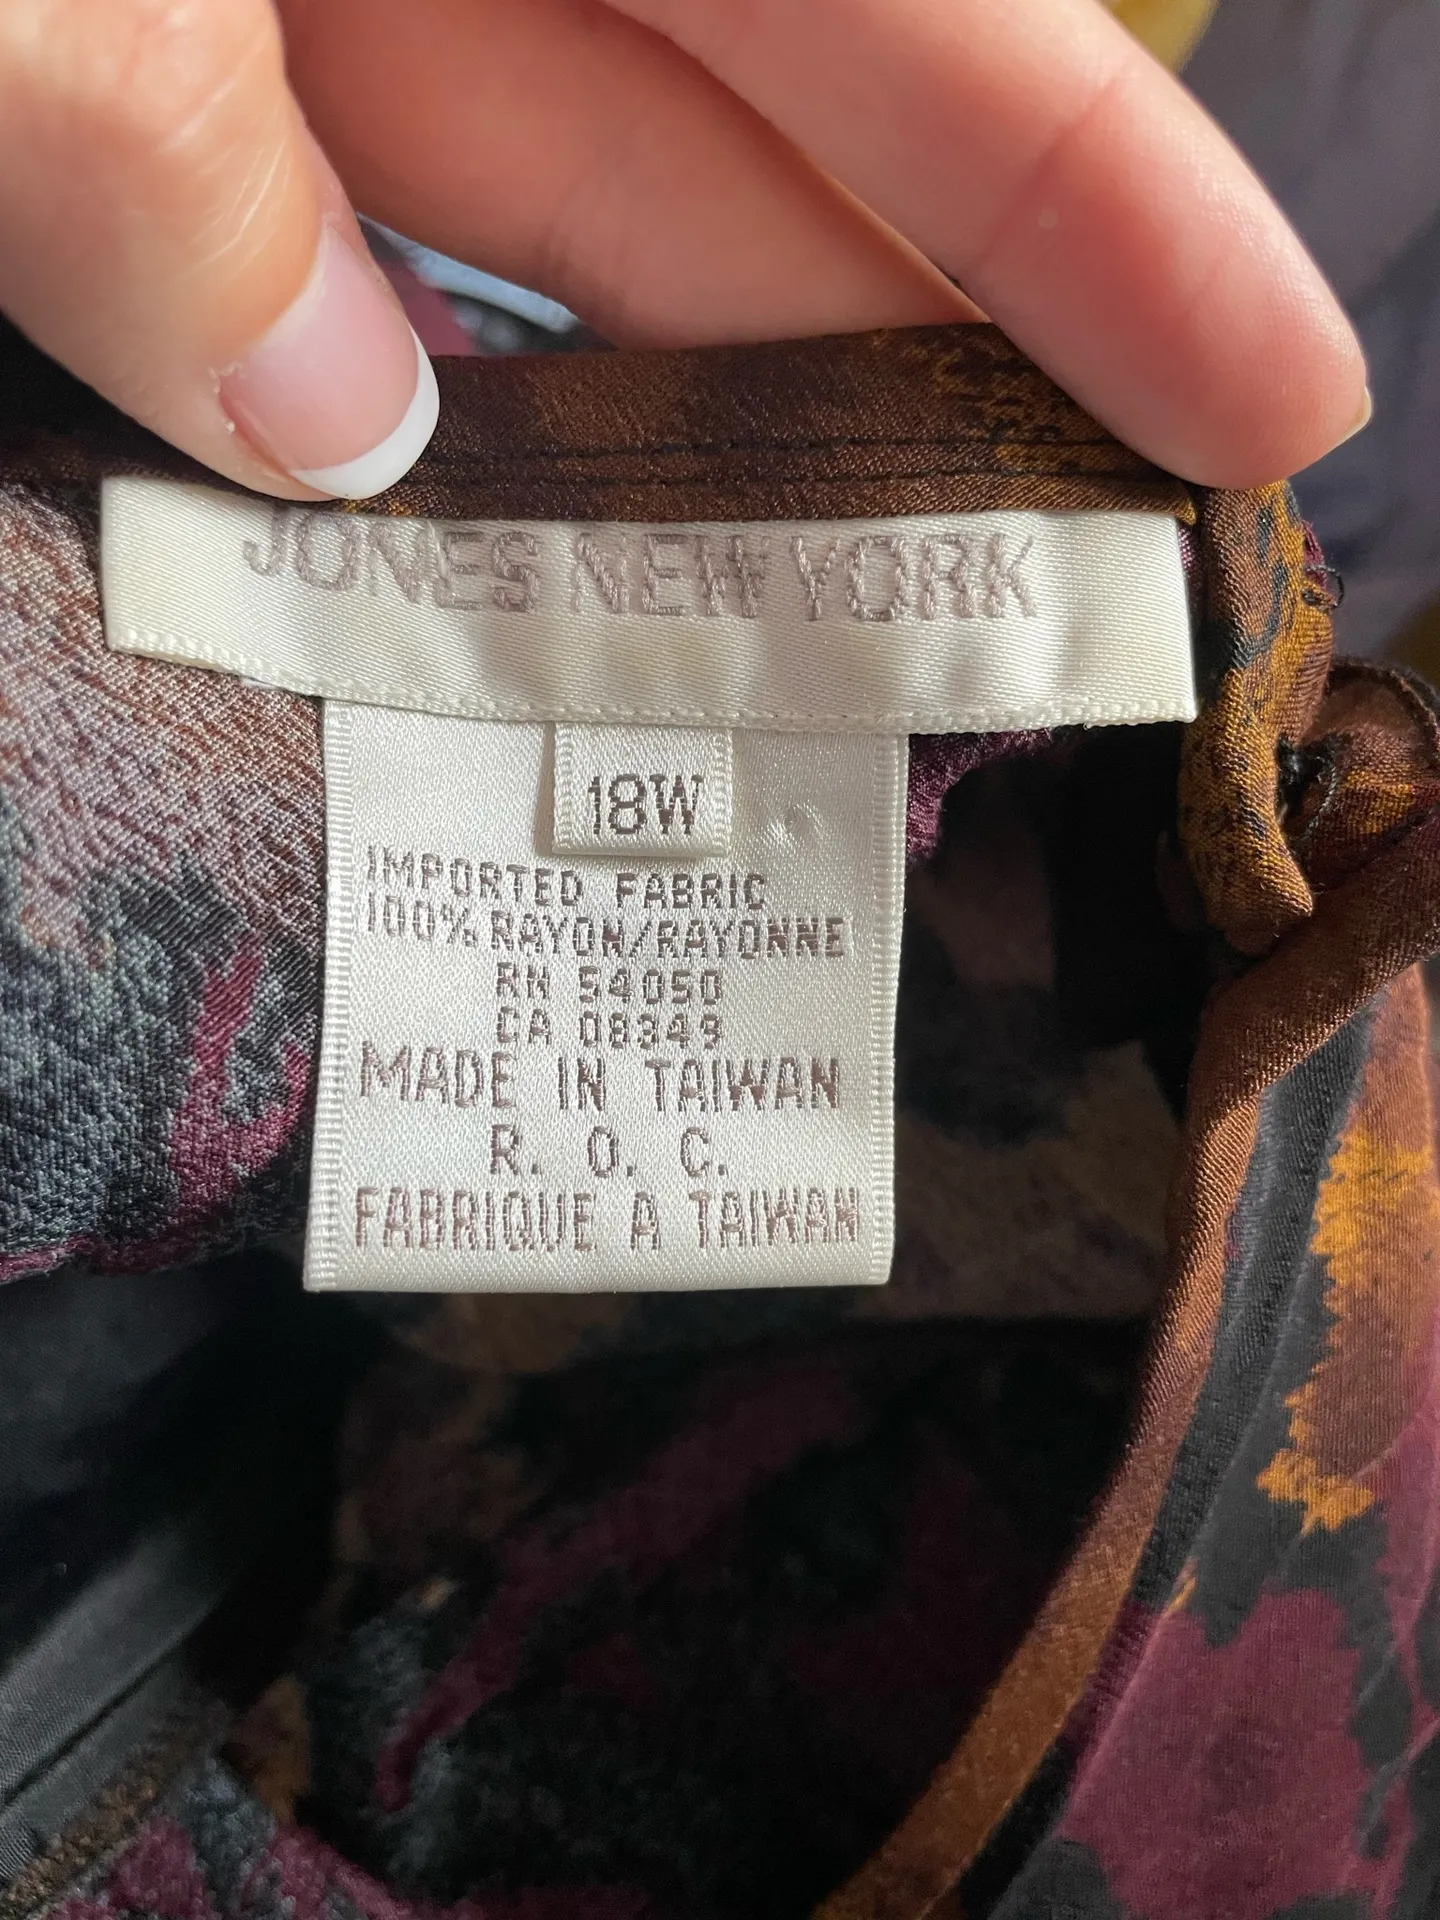 JONES NEW YORK
18W
IMPORTED FABRIC
100% RAYON/RAYONNE
RN 54050
CA 08349
MADE IN TAIWAN
R. O. C.
FABRIQUE A TAIWAN